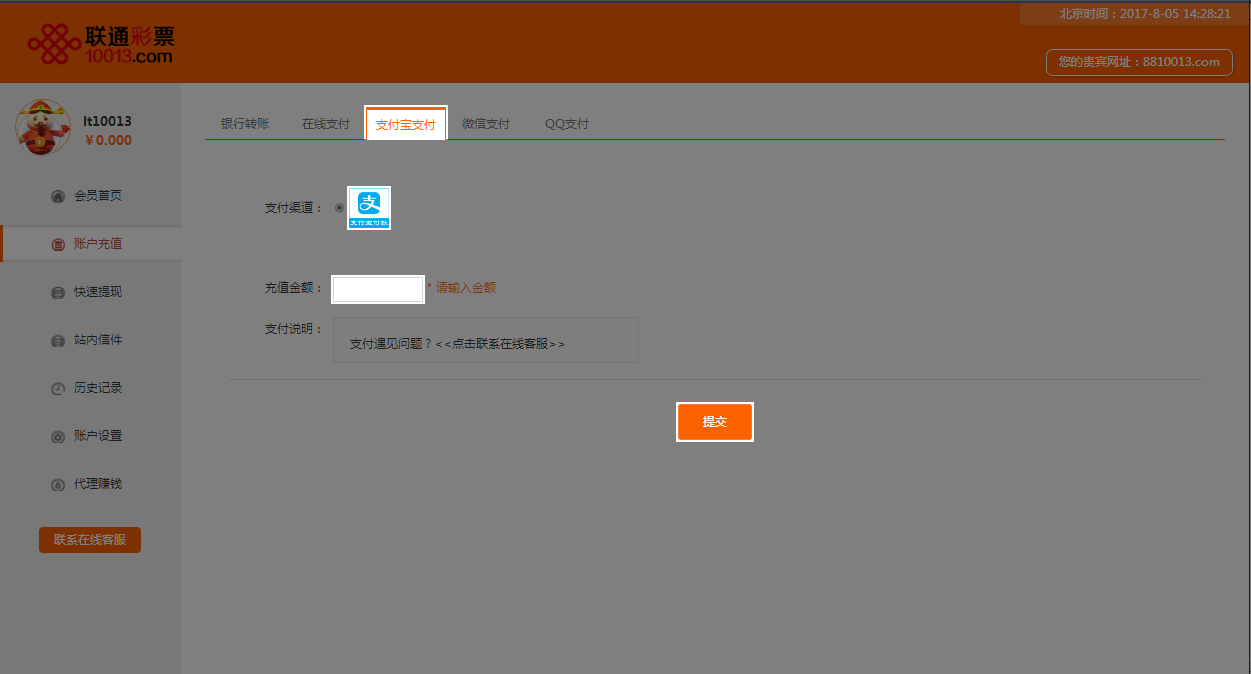 北京时间：2017-8-05 14:28:21
联通彩票
10013.com
您的贵宾网址：8810013.com
lt10013
￥0.000
银行转账 在线支付 支付宝支付 微信支付 QQ支付
会员首页
账户充值
快速提现
站内信件
历史记录
账户设置
代理赚钱
联系在线客服
支付渠道：
支
支付宝付款
充值金额： * 请输入金额
支付说明：
支付遇见问题？<<点击联系在线客服>>
提交